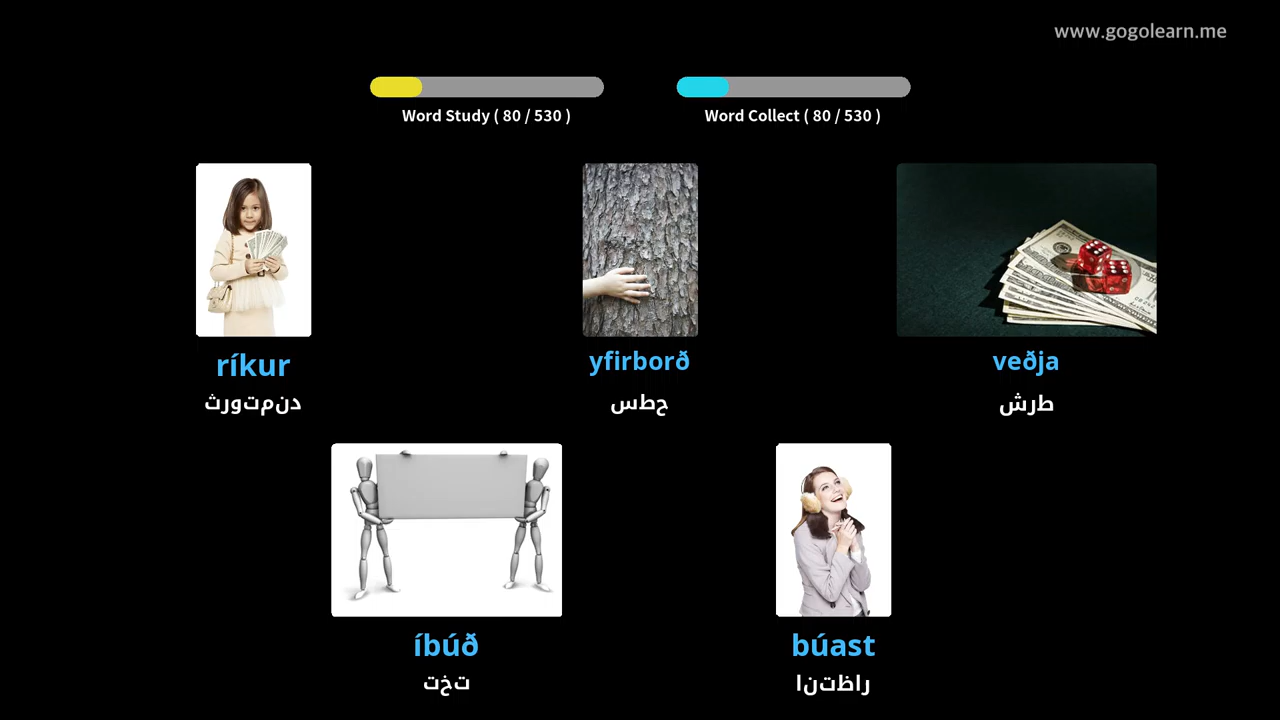 www.gogolearn.me
Word Study ( 80 / 530 )
Word Collect ( 80 / 530 )
ríkur
yfirborð
veðja
دنمتورث
حطس
طرش
íbúð
búast
تخت
راظتنا